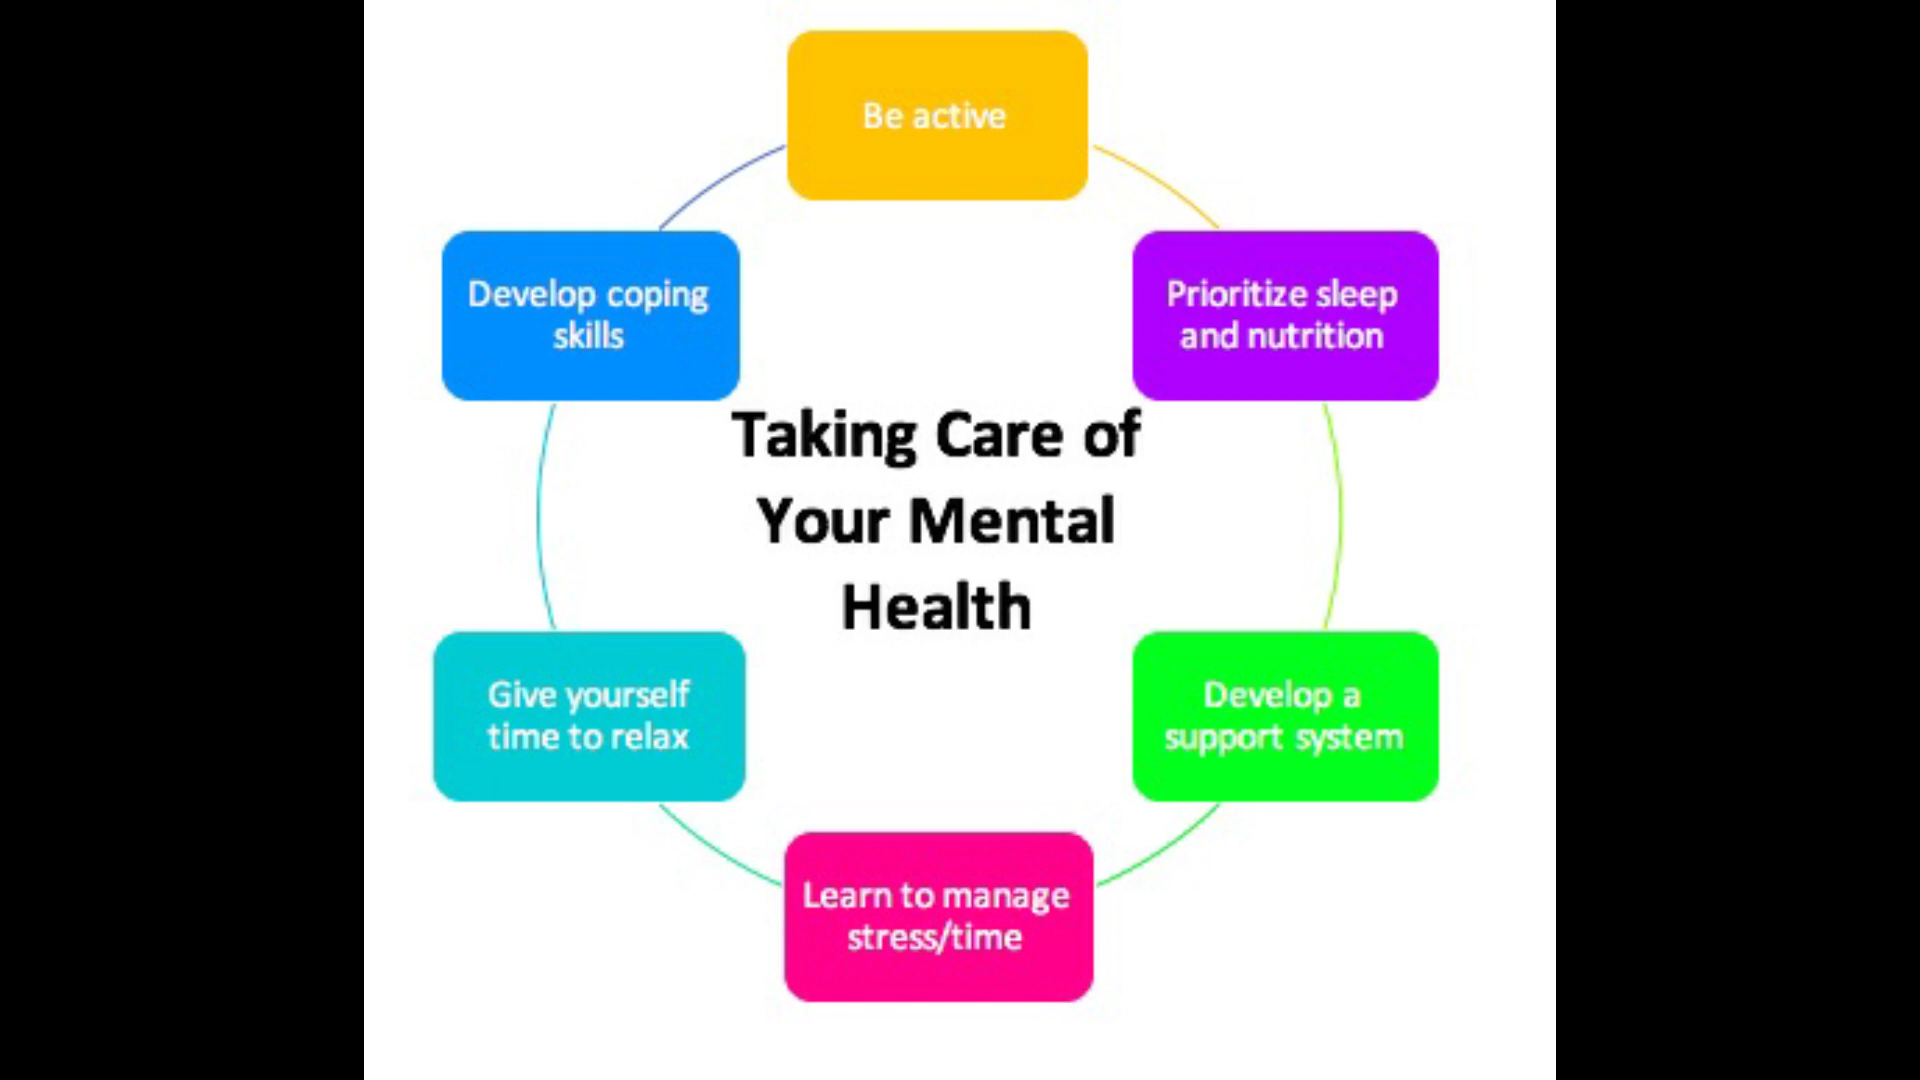 Be active
Prioritize sleep
and nutrition
Develop a
support system
Learn to manage
stress/time
Give yourself
time to relax
Develop coping
skills
Taking Care of
Your Mental
Health